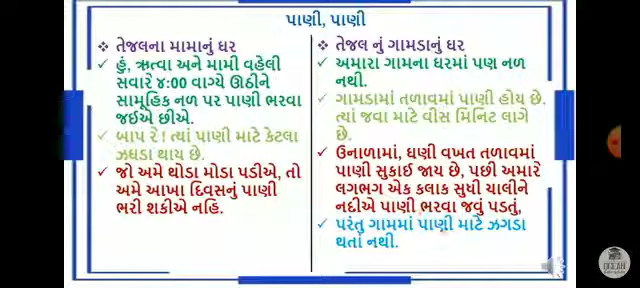 પાણી, પાણી
❖ તેજલના મામાનું ઘર
✓ હું, ઋત્વા અને મામી વહેલી
સવારે ૪:00 વાગ્યે ઊઠીને
સામૂહિક નળ પર પાણી ભરવા
જઈએ છીએ.
✓ બાપ રે ! ત્યાં પાણી માટે કેટલા
ઝઘડા થાય છે.
✓ જો અમે થોડા મોડા પડીએ, તો
અમે આખા દિવસનું પાણી
ભરી શકીએ નહિ.
❖ તેજલ નું ગામડાનું ઘર
✓ અમારા ગામના ઘરમાં પણ નળ
નથી.
✓ ગામડામાં તળાવમાં પાણી હોય છે.
ત્યાં જવા માટે વીસ મિનિટ લાગે
છે.
✓ ઉનાળામાં, ઘણી વખત તળાવમાં
પાણી સુકાઈ જાય છે, પછી અમારે
લગભગ એક કલાક સુધી ચાલીને
નદીએ પાણી ભરવા જવું પડતું,
✓ પરંતુ ગામમાં પાણી માટે ઝગડા
થતાં નથી.